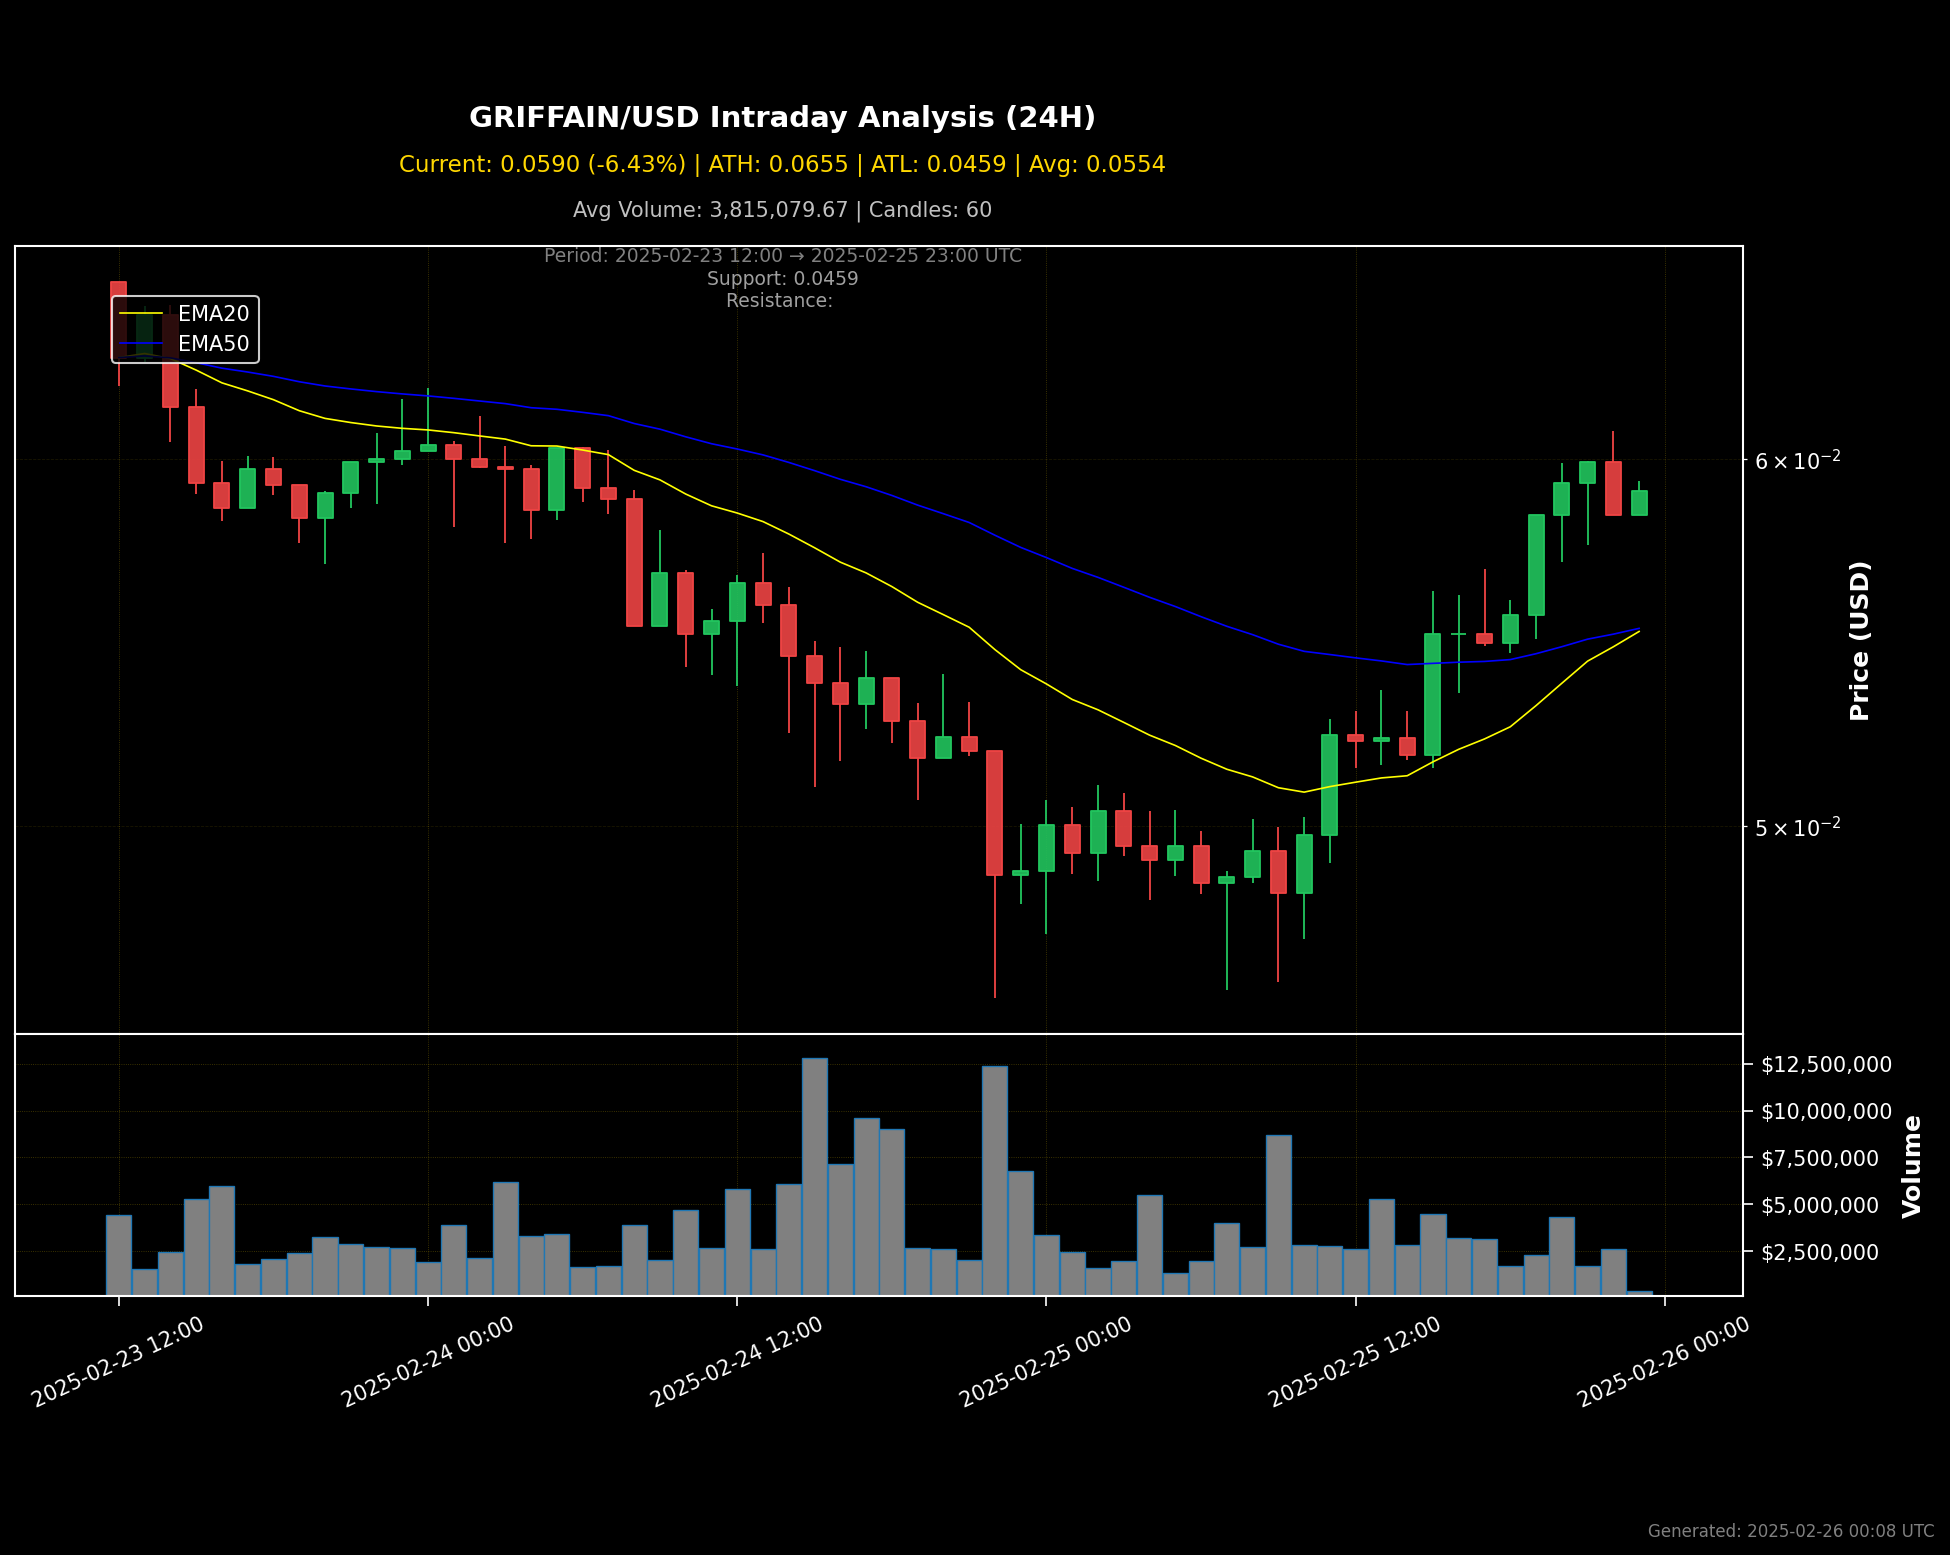 GRIFFAIN/USD Intraday Analysis (24H)
Current: 0.0590 (-6.43%) | ATH: 0.0655 | ATL: 0.0459 | Avg: 0.0554
Avg Volume: 3,815,079.67 | Candles: 60
Period: 2025-02-23 12:00 → 2025-02-25 23:00 UTC
Support: 0.0459
Resistance:
EMA20
EMA50
6 × 10⁻²
5 × 10⁻²
Price (USD)
$12,500,000
$10,000,000
$7,500,000
$5,000,000
$2,500,000
Volume
2025-02-23 12:00
2025-02-24 00:00
2025-02-24 12:00
2025-02-25 00:00
2025-02-25 12:00
2025-02-26 00:00
Generated: 2025-02-26 00:08 UTC